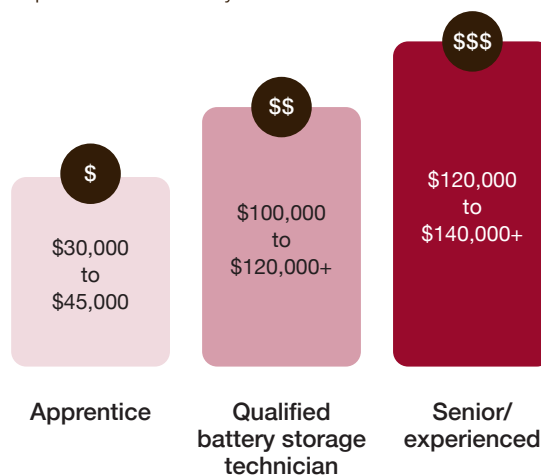 $
$30,000
to
$45,000
Apprentice
$$
$100,000
to
$120,000+
Qualified
battery storage
technician
$$$
$120,000
to
$140,000+
Senior/
experienced